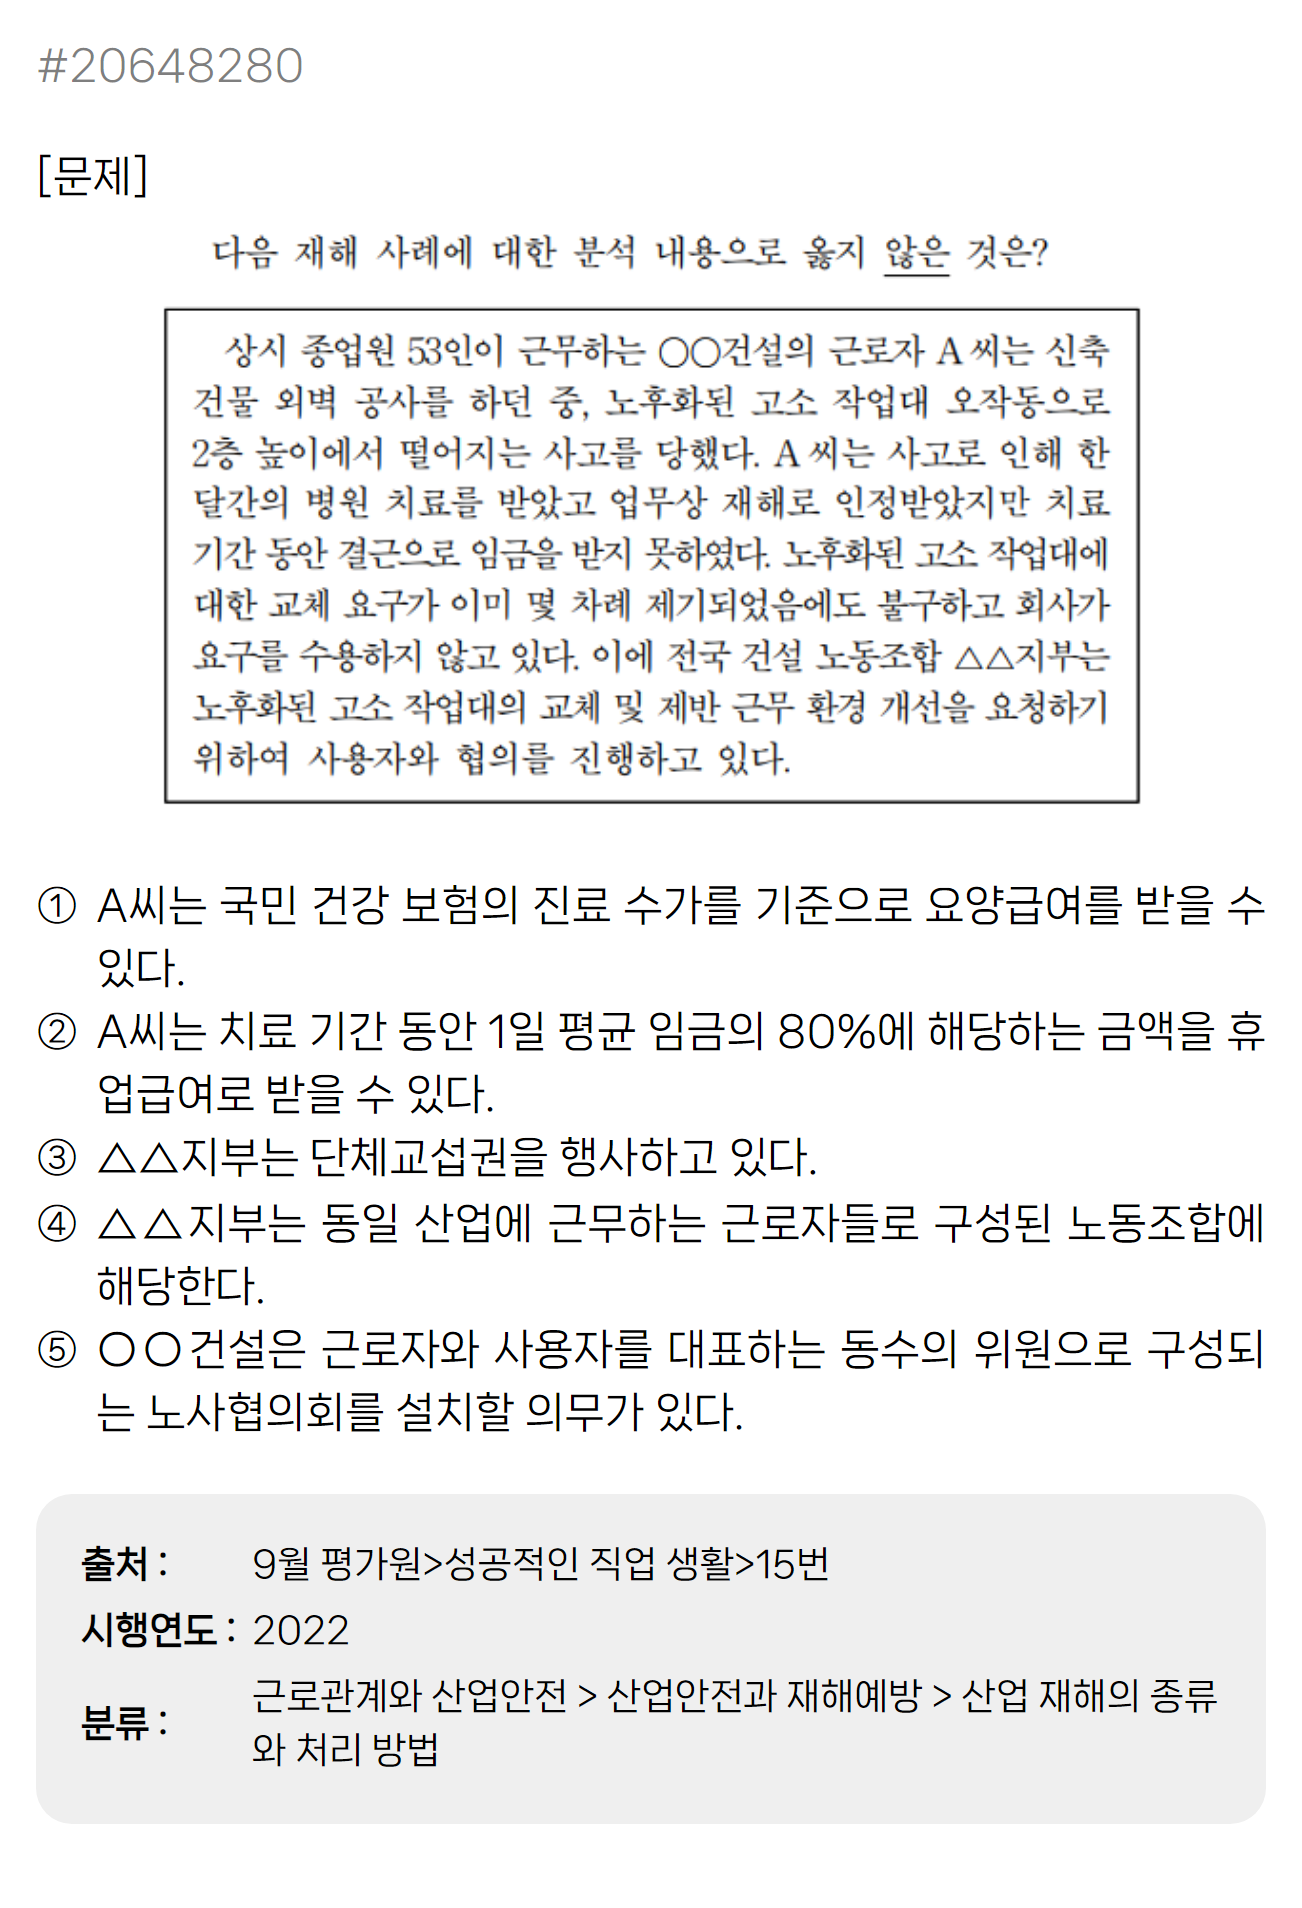 #20648280
[문제]
다음 재해 사례에 대한 분석 내용으로 옳지 않은 것은?
상시 종업원 53인이 근무하는 ○○건설의 근로자 A 씨는 신축
건물 외벽 공사를 하던 중, 노후화된 고소 작업대 오작동으로
2층 높이에서 떨어지는 사고를 당했다. A 씨는 사고로 인해 한
달간의 병원 치료를 받았고 업무상 재해로 인정받았지만 치료
기간 동안 결근으로 임금을 받지 못하였다. 노후화된 고소 작업대에
대한 교체 요구가 이미 몇 차례 제기되었음에도 불구하고 회사가
요구를 수용하지 않고 있다. 이에 전국 건설 노동조합 △△지부는
노후화된 고소 작업대의 교체 및 제반 근무 환경 개선을 요청하기
위하여 사용자와 협의를 진행하고 있다.
① A씨는 국민 건강 보험의 진료 수가를 기준으로 요양급여를 받을 수
있다.
② A씨는 치료 기간 동안 1일 평균 임금의 80%에 해당하는 금액을 휴
업급여로 받을 수 있다.
③ △△지부는 단체교섭권을 행사하고 있다.
④ △△지부는 동일 산업에 근무하는 근로자들로 구성된 노동조합에
해당한다.
⑤ ○○건설은 근로자와 사용자를 대표하는 동수의 위원으로 구성되
는 노사협의회를 설치할 의무가 있다.
출처 : 9월 평가원>성공적인 직업 생활>15번
시행연도 : 2022
분류 : 근로관계와 산업안전 > 산업안전과 재해예방 > 산업 재해의 종류
와 처리 방법